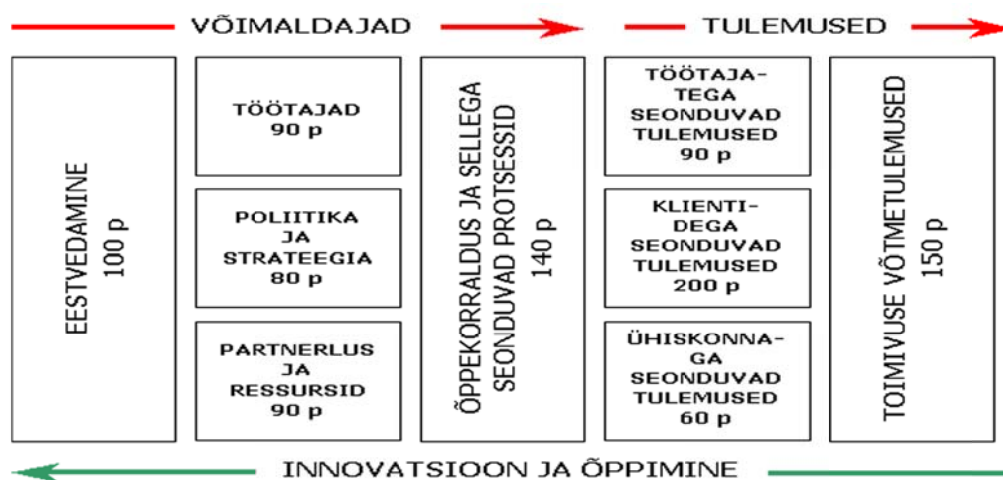 VÕIMALDAJAD
TULEMUSED
EESTVEDAMINE
100 p
TÖÖTAJAD
90 p
POLIITIKA
JA
STRATEEGIA
80 p
PARTNERLUS
JA
RESSURSID
90 p
ÕPPEKORRALDUS JA SELLEGA
SEONDUVAD PROTSESSID
140 p
TÖÖTAJA-
TEGA
SEONDUVAD
TULEMUSED
90 p
KLIENTI-
DEGA
SEONDUVAD
TULEMUSED
200 p
ÜHISKONNA-
GA
SEONDUVAD
TULEMUSED
60 p
TOIMIVUSE VÕTMETULEMUSED
150 p
INNOVATSIOON JA ÕPPIMINE